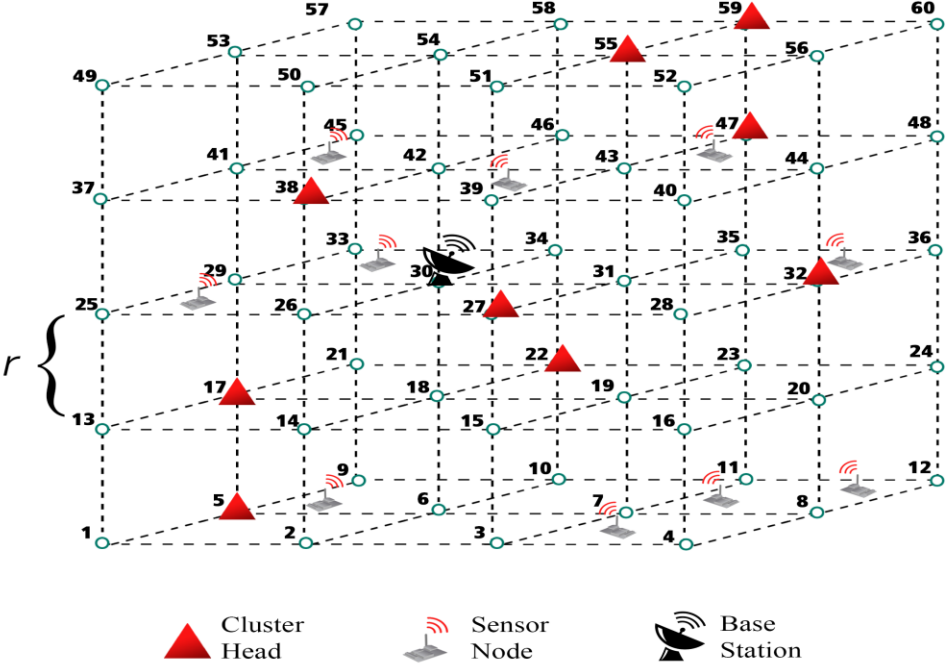 57 58 59 60
53 54 55 56
49 50 51 52
45 46 47 48
41 42 43 44
37 38 39 40
33 34 35 36
29 30 31 32
25 26 27 28
r
21 22 23 24
17 18 19 20
13 14 15 16
9 10 11 12
5 6 7 8
1 2 3 4
Cluster Sensor Base
Head Node Station